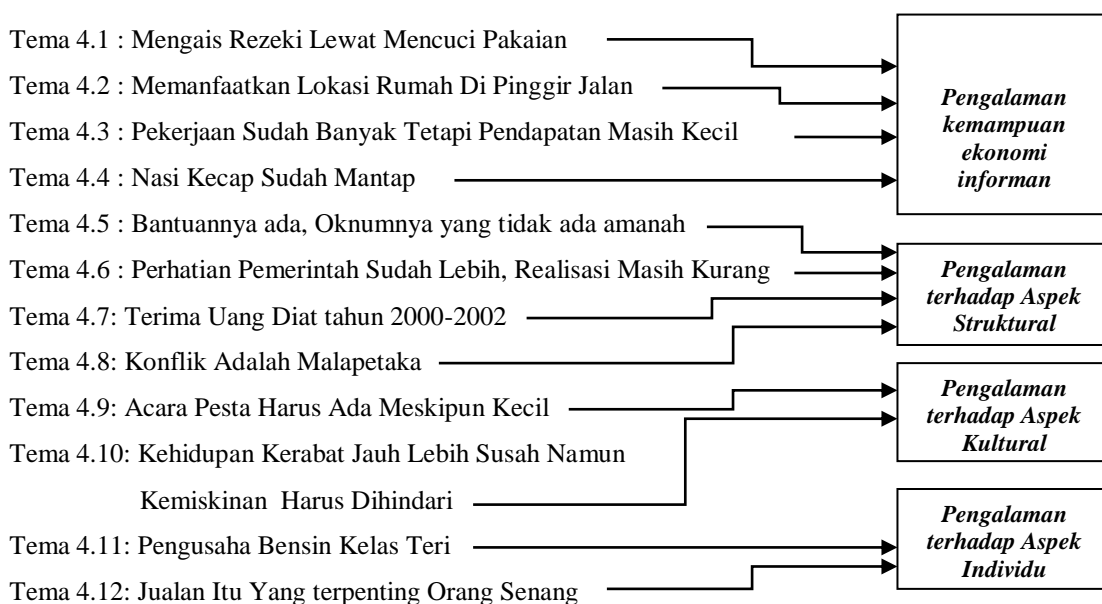 Tema 4.1 : Mengais Rezeki Lewat Mencuci Pakaian
Tema 4.2 : Memanfaatkan Lokasi Rumah Di Pinggir Jalan
Tema 4.3 : Pekerjaan Sudah Banyak Tetapi Pendapatan Masih Kecil
Tema 4.4 : Nasi Kecap Sudah Mantap
Pengalaman
kemampuan
ekonomi
informan
Tema 4.5 : Bantuannya ada, Oknumnya yang tidak ada amanah
Tema 4.6 : Perhatian Pemerintah Sudah Lebih, Realisasi Masih Kurang
Tema 4.7: Terima Uang Diat tahun 2000-2002
Tema 4.8: Konflik Adalah Malapetaka
Pengalaman
terhadap Aspek
Struktural
Tema 4.9: Acara Pesta Harus Ada Meskipun Kecil
Tema 4.10: Kehidupan Kerabat Jauh Lebih Susah Namun
Kemiskinan Harus Dihindari
Pengalaman
terhadap Aspek
Kultural
Tema 4.11: Pengusaha Bensin Kelas Teri
Tema 4.12: Jualan Itu Yang terpenting Orang Senang
Pengalaman
terhadap Aspek
Individu